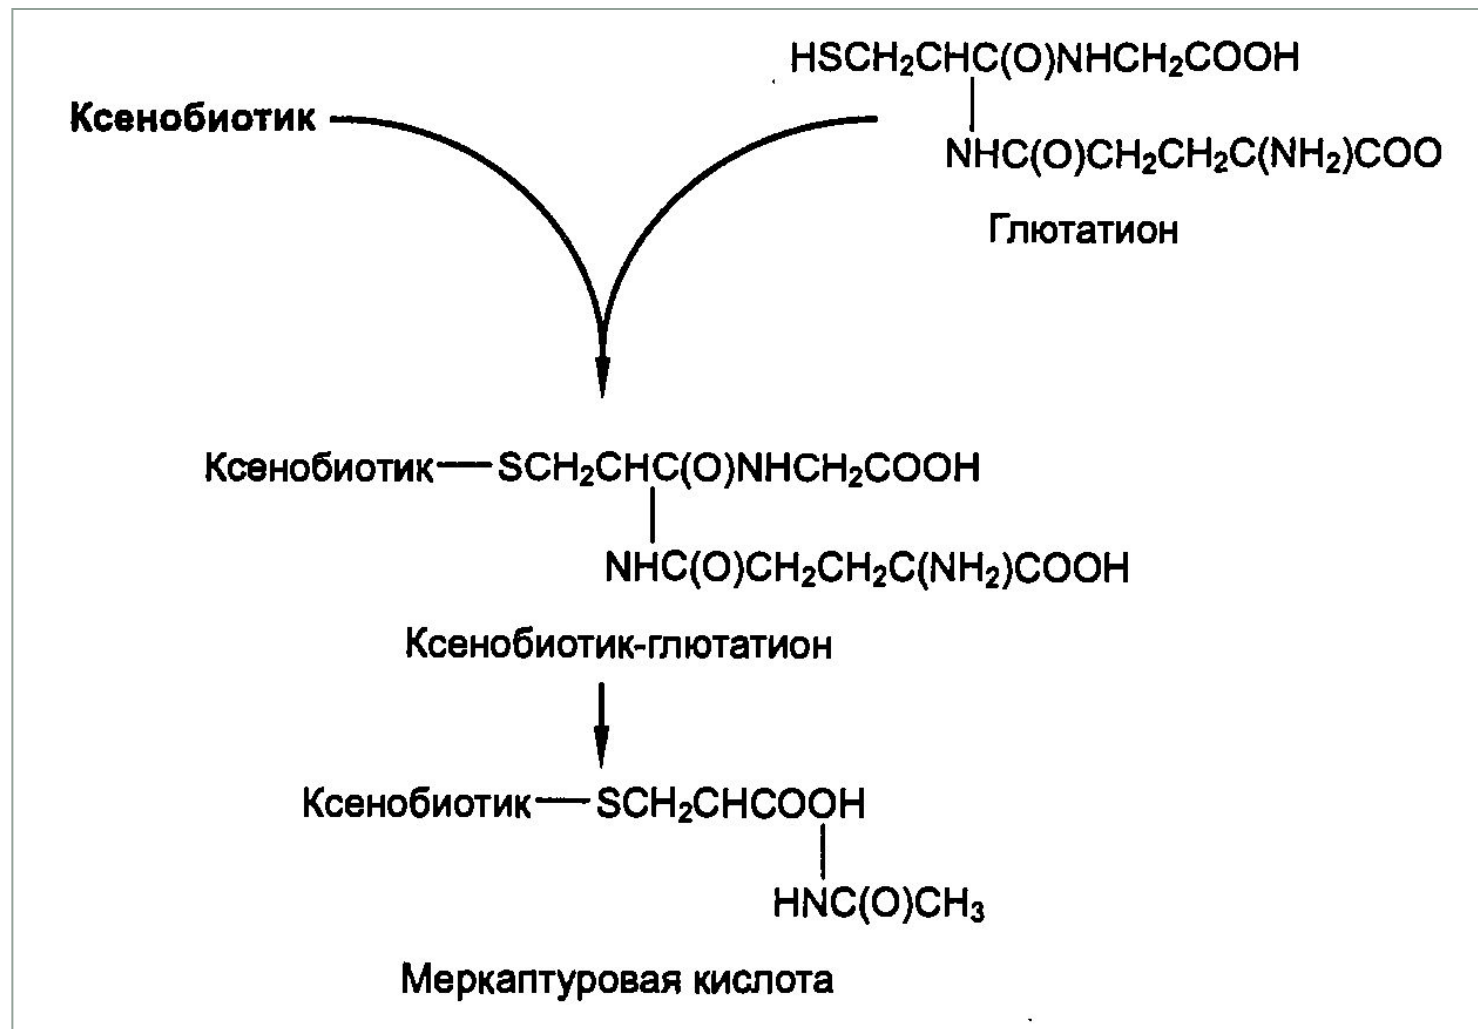 HSCH₂CHC(O)NHCH₂COOH
Ксенобиотик
NHC(O)CH₂CH₂C(NH₂)COO
Глютатион
Ксенобиотик—SCH₂CHC(O)NHCH₂COOH
NHC(O)CH₂CH₂C(NH₂)COOH
Ксенобиотик-глютатион
Ксенобиотик—SCH₂CHCOOH
HNC(O)CH₃
Меркаптуровая кислота